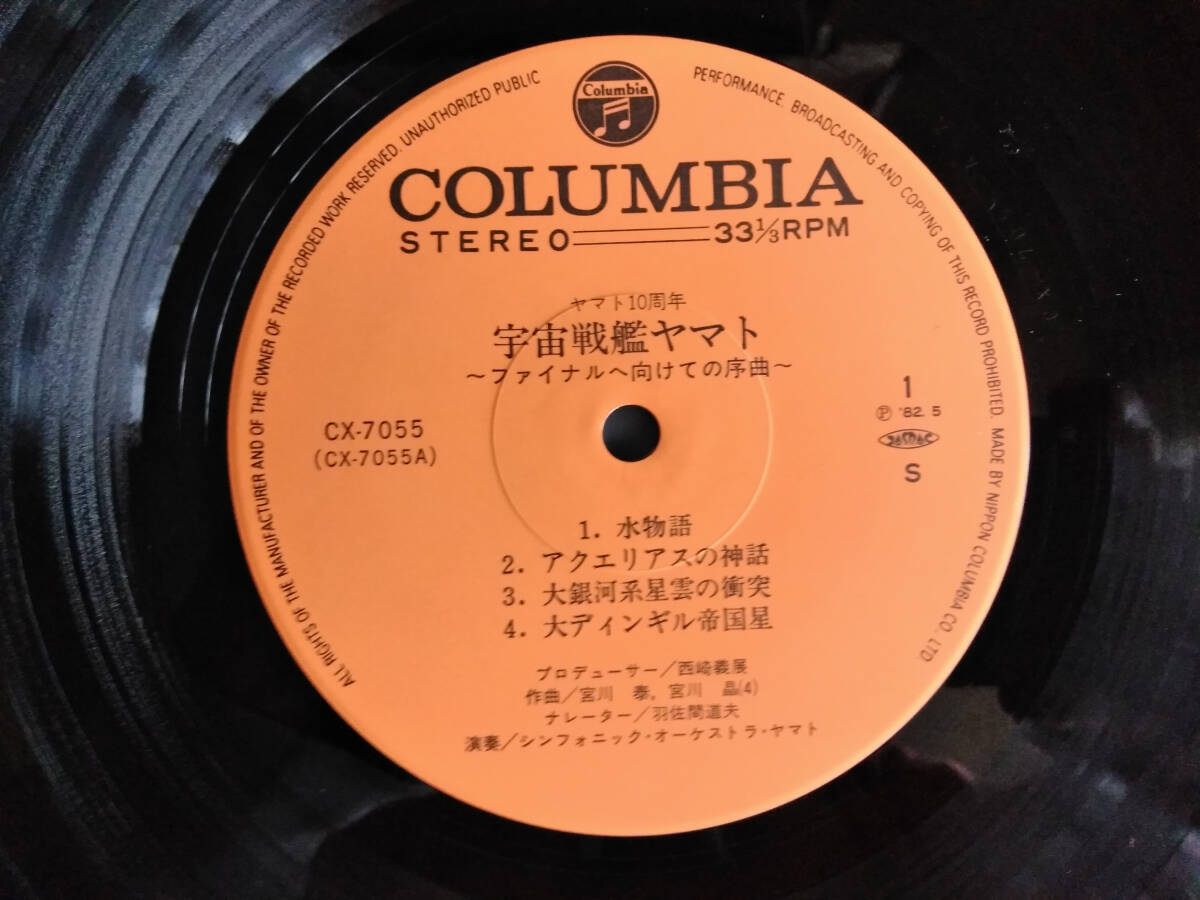 Columbia
COLUMBIA
STEREO 33⅓RPM
ヤマト10周年
宇宙戦艦ヤマト
～ファイナルへ向けての序曲～
CX-7055
(CX-7055A)
1
Ⓟ '82. 5
JASRAC
S
1. 水物語
2. アクエリアスの神話
3. 大銀河系星雲の衝突
4. 大ディンギル帝国星
プロデューサー/西崎義展
作曲/宮川 泰, 宮川 晶(4)
ナレーター/羽佐間道夫
演奏/シンフォニック・オーケストラ・ヤマト
ALL RIGHTS OF THE MANUFACTURER AND OF THE OWNER OF THE RECORDED WORK RESERVED. UNAUTHORIZED PUBLIC PERFORMANCE. BROADCASTING AND COPYING OF THIS RECORD PROHIBITED. MADE BY NIPPON COLUMBIA CO., LTD.